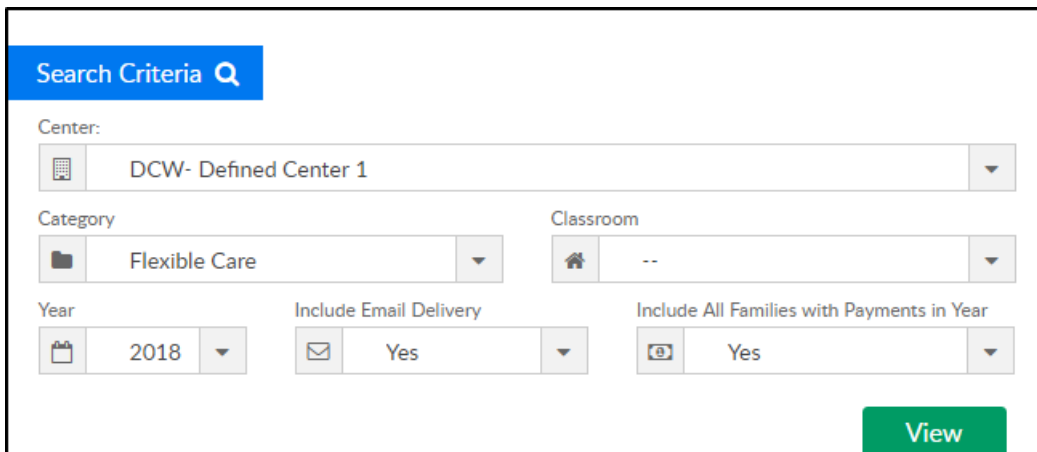 Search Criteria
Center:
DCW- Defined Center 1
Category Classroom
Flexible Care --
Year Include Email Delivery Include All Families with Payments in Year
2018 Yes Yes
View